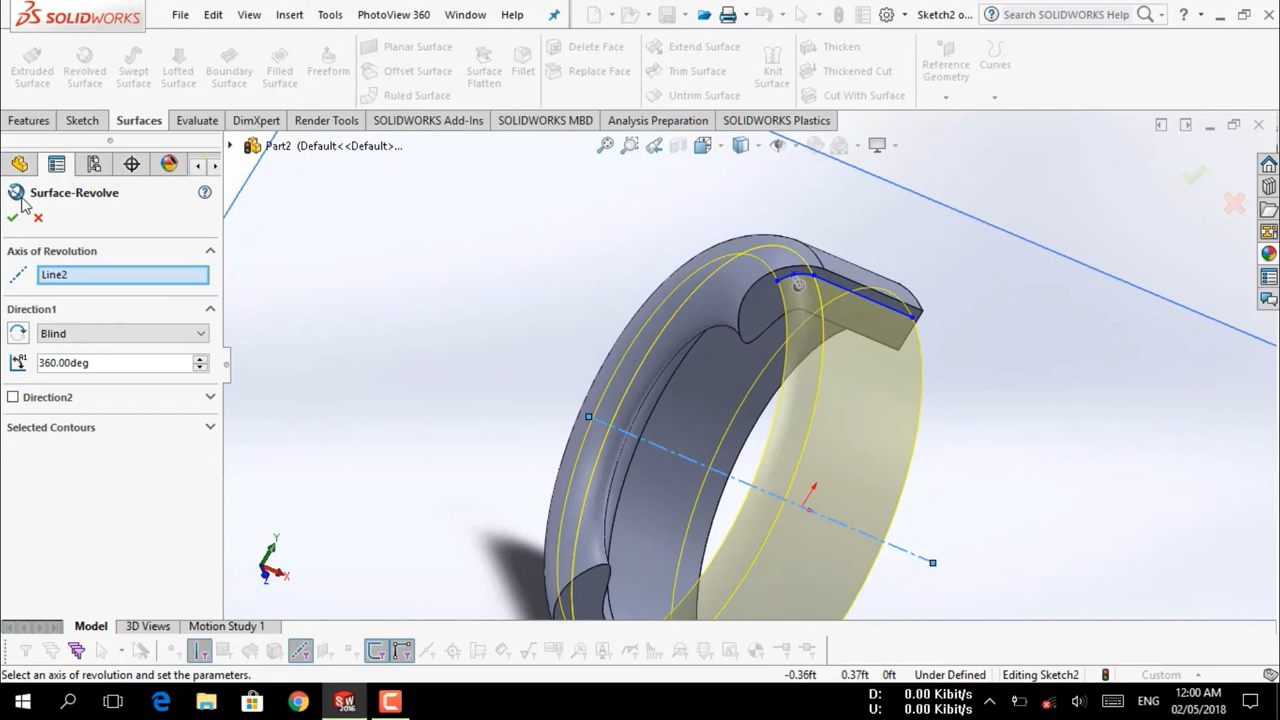 SOLIDWORKS File Edit View Insert Tools PhotoView 360 Window Help Sketch2 o... Search SOLIDWORKS Help ?
Extruded Surface
Revolved Surface
Swept Surface
Lofted Surface
Boundary Surface
Filled Surface
Freeform
Planar Surface
Offset Surface
Ruled Surface
Surface Flatten
Fillet
Delete Face
Replace Face
Extend Surface
Trim Surface
Untrim Surface
Knit Surface
Thicken
Thickened Cut
Cut With Surface
Reference Geometry
Curves
Features Sketch Surfaces Evaluate DimXpert Render Tools SOLIDWORKS Add-Ins SOLIDWORKS MBD Analysis Preparation SOLIDWORKS Plastics
Part2 (Default<<Default>...
Surface-Revolve ?
Axis of Revolution
Line2
Direction1
Blind
360.00deg
Direction2
Selected Contours
Y
X
Z
Model 3D Views Motion Study 1
Select an axis of revolution and set the parameters. -0.36ft 0.37ft 0ft Under Defined Editing Sketch2 Custom
SW 2016
D: 0.00 Kibit/s
U: 0.00 Kibit/s
ENG
12:00 AM
02/05/2018